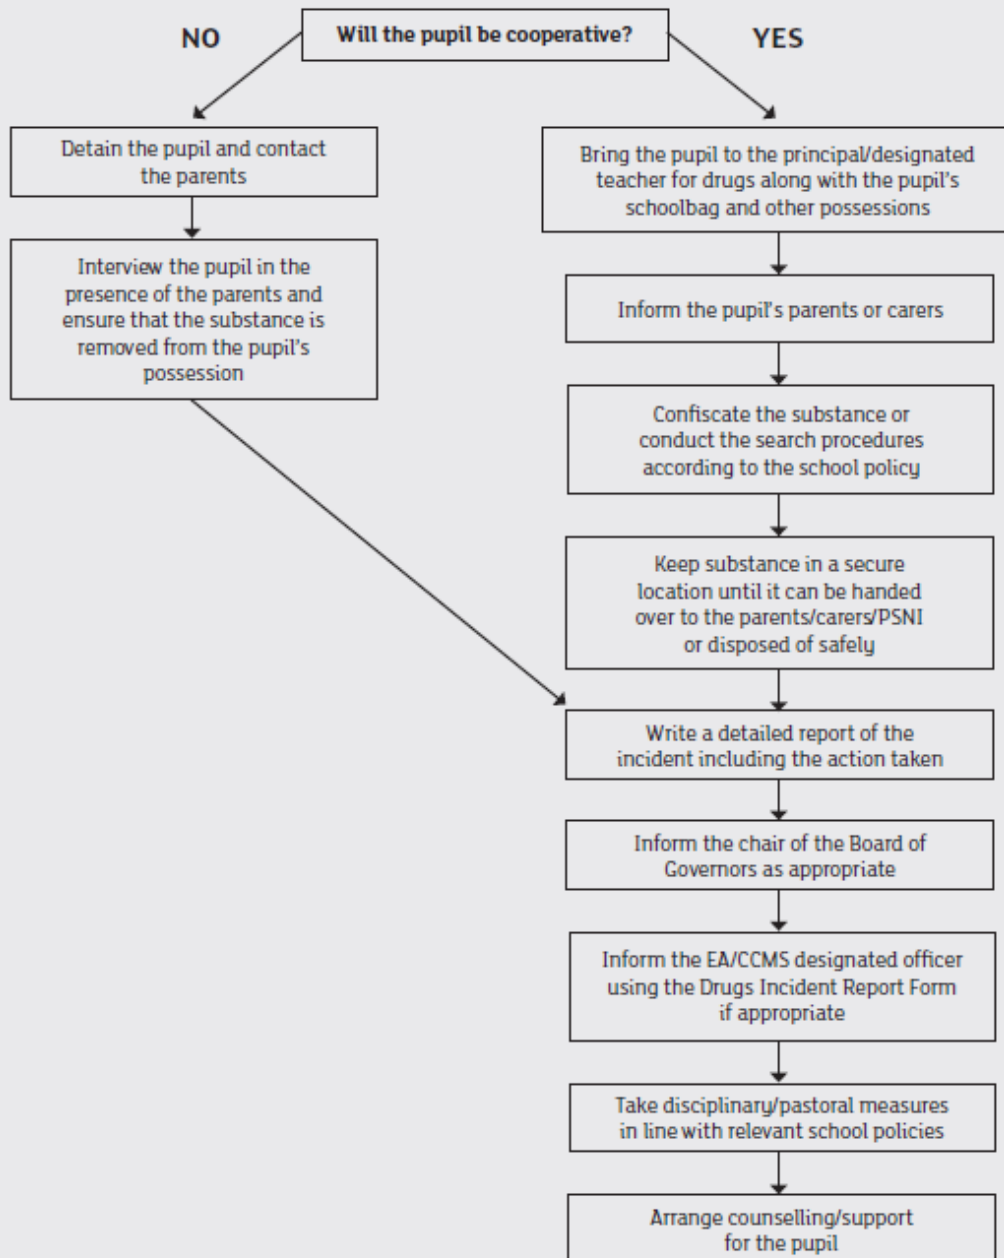 Will the pupil be cooperative?
NO
YES
Detain the pupil and contact
the parents
Interview the pupil in the
presence of the parents and
ensure that the substance is
removed from the pupil's
possession
Bring the pupil to the principal/designated
teacher for drugs along with the pupil's
schoolbag and other possessions
Inform the pupil's parents or carers
Confiscate the substance or
conduct the search procedures
according to the school policy
Keep substance in a secure
location until it can be handed
over to the parents/carers/PSNI
or disposed of safely
Write a detailed report of the
incident including the action taken
Inform the chair of the Board of
Governors as appropriate
Inform the EA/CCMS designated officer
using the Drugs Incident Report Form
if appropriate
Take disciplinary/pastoral measures
in line with relevant school policies
Arrange counselling/support
for the pupil